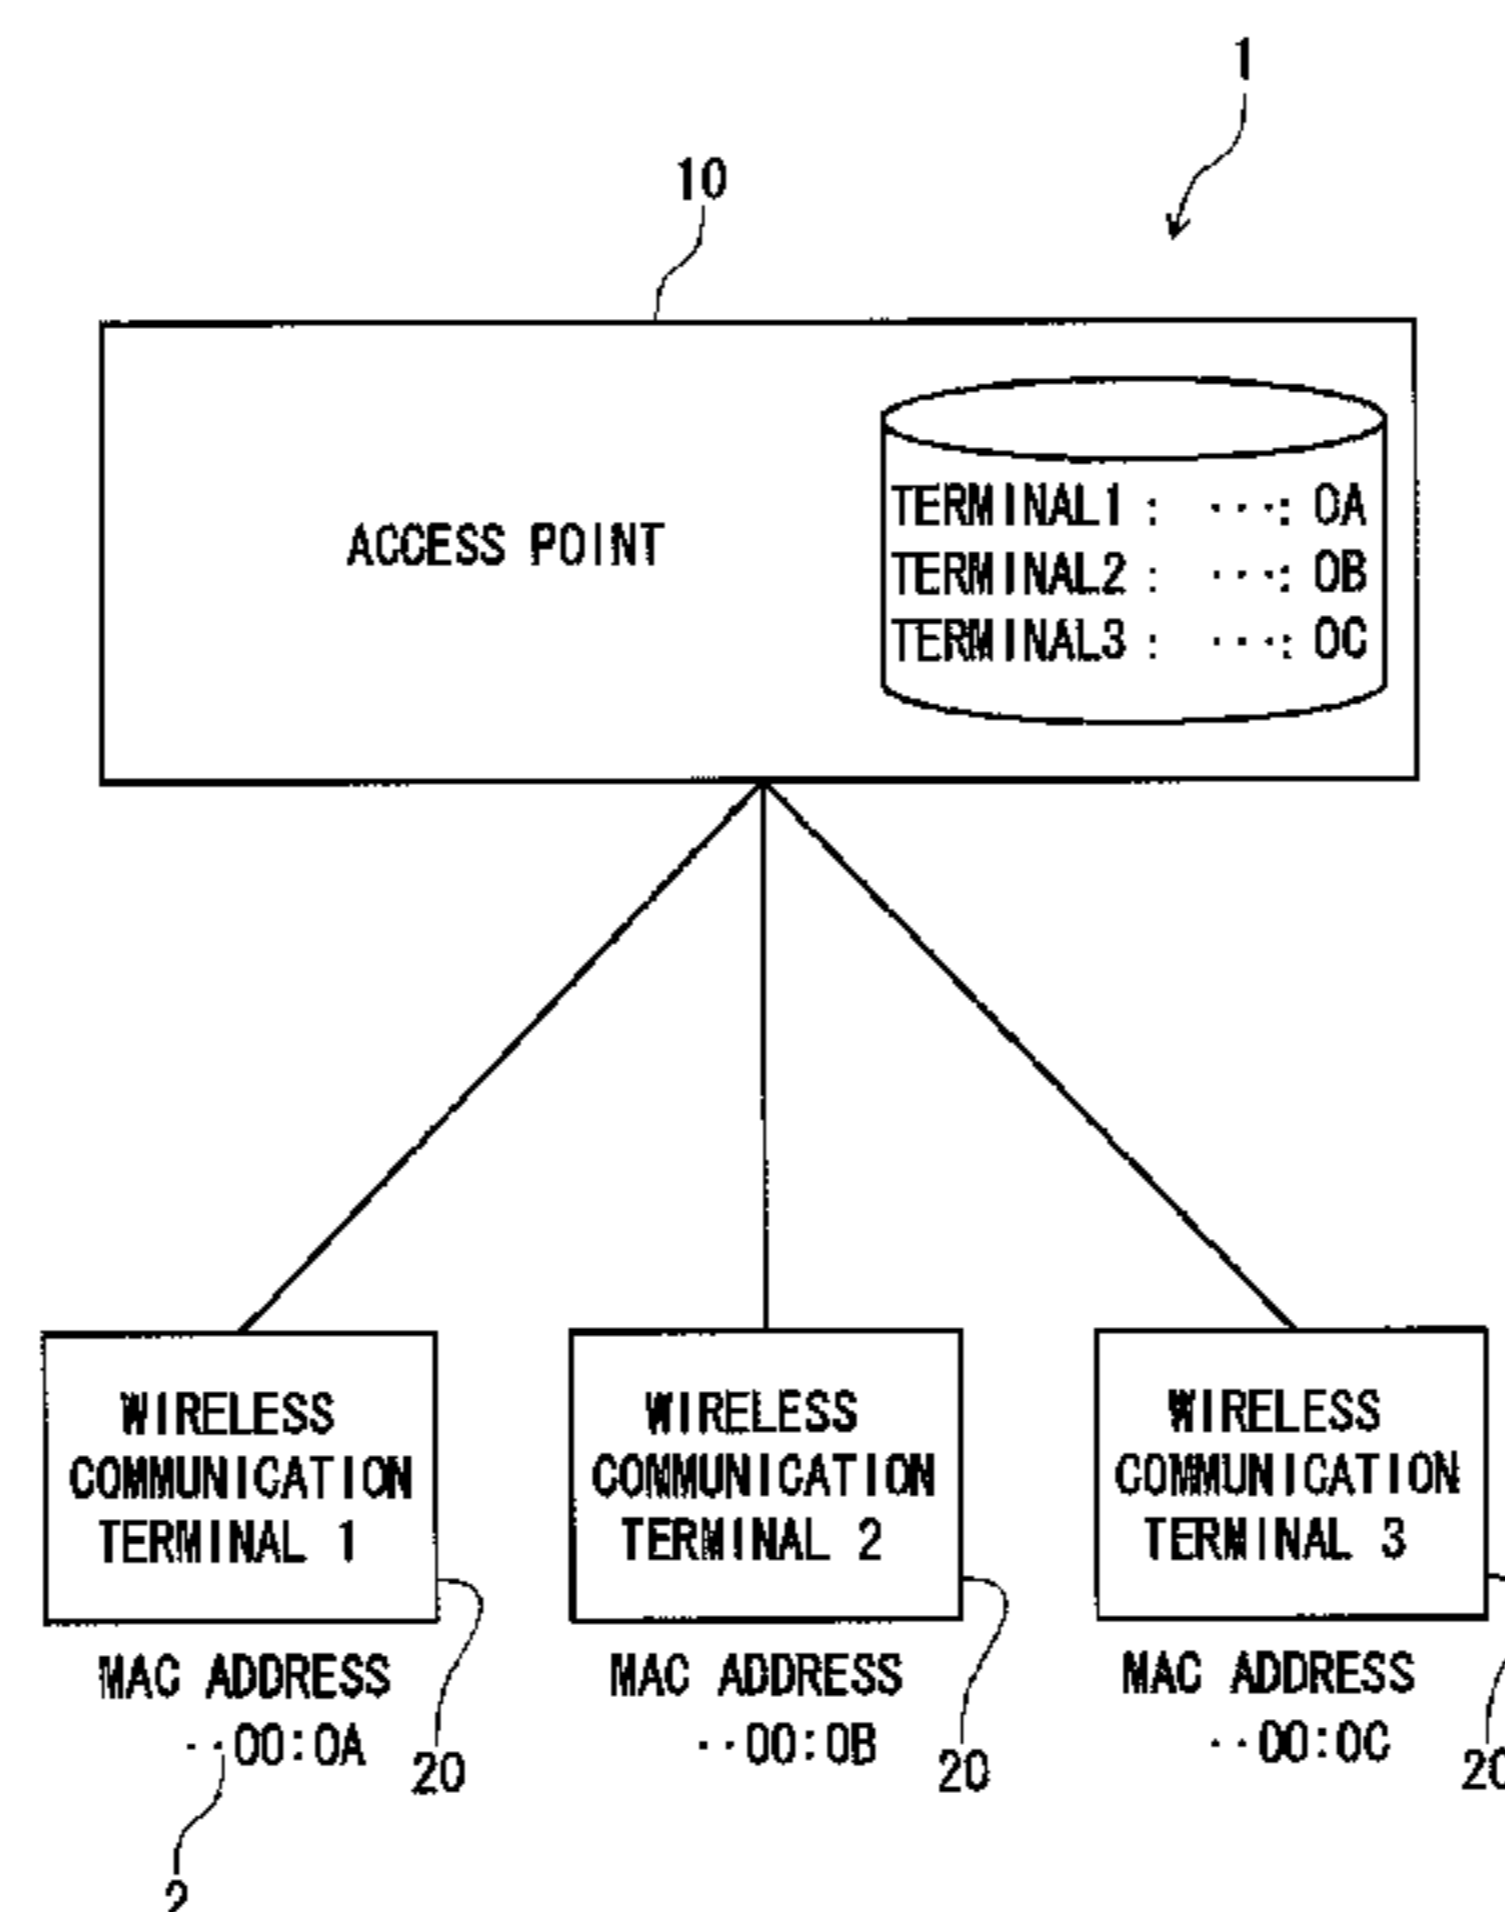 1
10
ACCESS POINT
TERMINAL1 : ···: 0A
TERMINAL2 : ···: 0B
TERMINAL3 : ···: 0C
WIRELESS
COMMUNICATION
TERMINAL 1
WIRELESS
COMMUNICATION
TERMINAL 2
WIRELESS
COMMUNICATION
TERMINAL 3
MAC ADDRESS
··00:0A
20
MAC ADDRESS
··00:0B
20
MAC ADDRESS
··00:0C
20
2